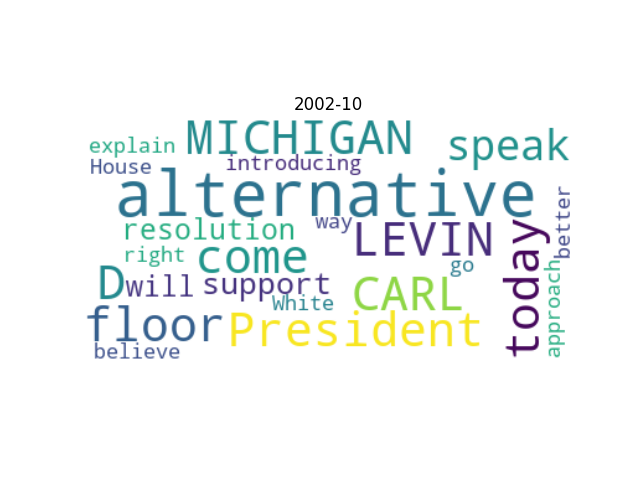 2002-10
MICHIGAN
speak
explain
House
introducing
alternative
resolution
way
LEVIN
better
right
come
go
today
D
will
support
White
CARL
approach
floor
President
believe